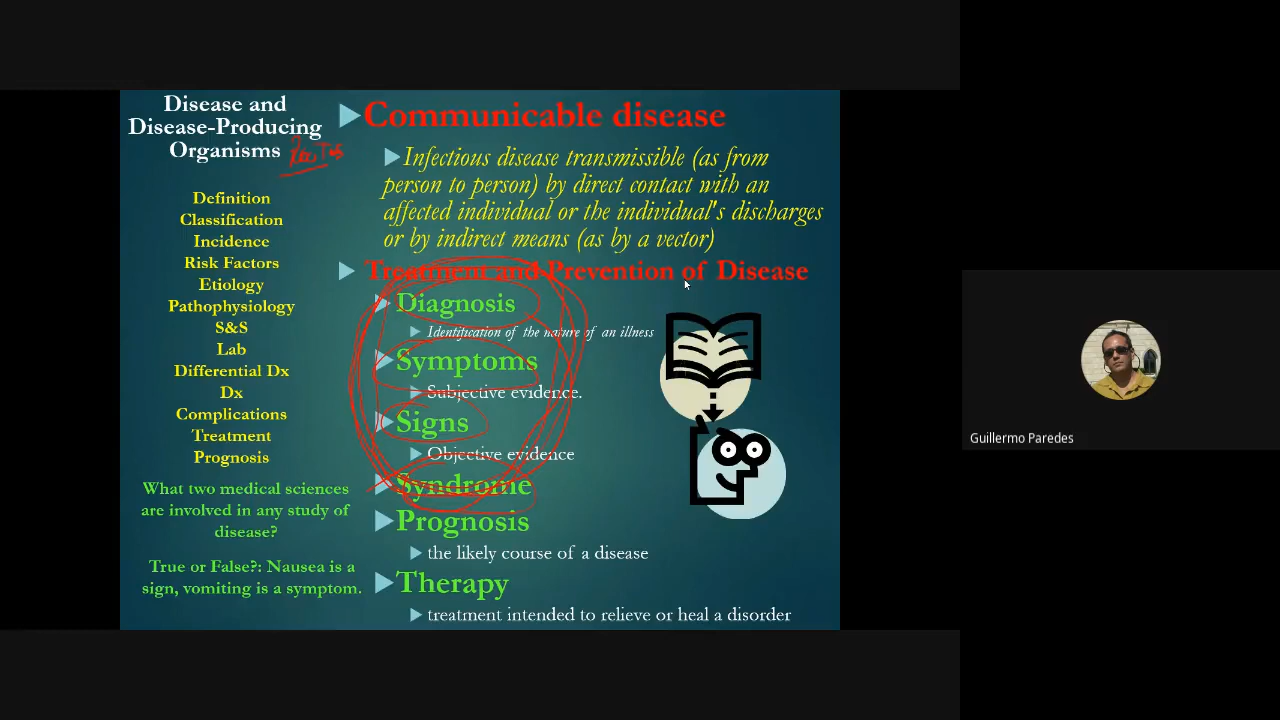 Disease and
Disease-Producing
Organisms
Definition
Classification
Incidence
Risk Factors
Etiology
Pathophysiology
S&S
Lab
Differential Dx
Dx
Complications
Treatment
Prognosis
What two medical sciences
are involved in any study of
disease?
True or False?: Nausea is a
sign, vomiting is a symptom.
Communicable disease
Infectious disease transmissible (as from
person to person) by direct contact with an
affected individual or the individual's discharges
or by indirect means (as by a vector)
Treatment and Prevention of Disease
Diagnosis
Identification of the nature of an illness
Symptoms
Subjective evidence.
Signs
Objective evidence
Syndrome
Prognosis
the likely course of a disease
Therapy
treatment intended to relieve or heal a disorder
Guillermo Paredes